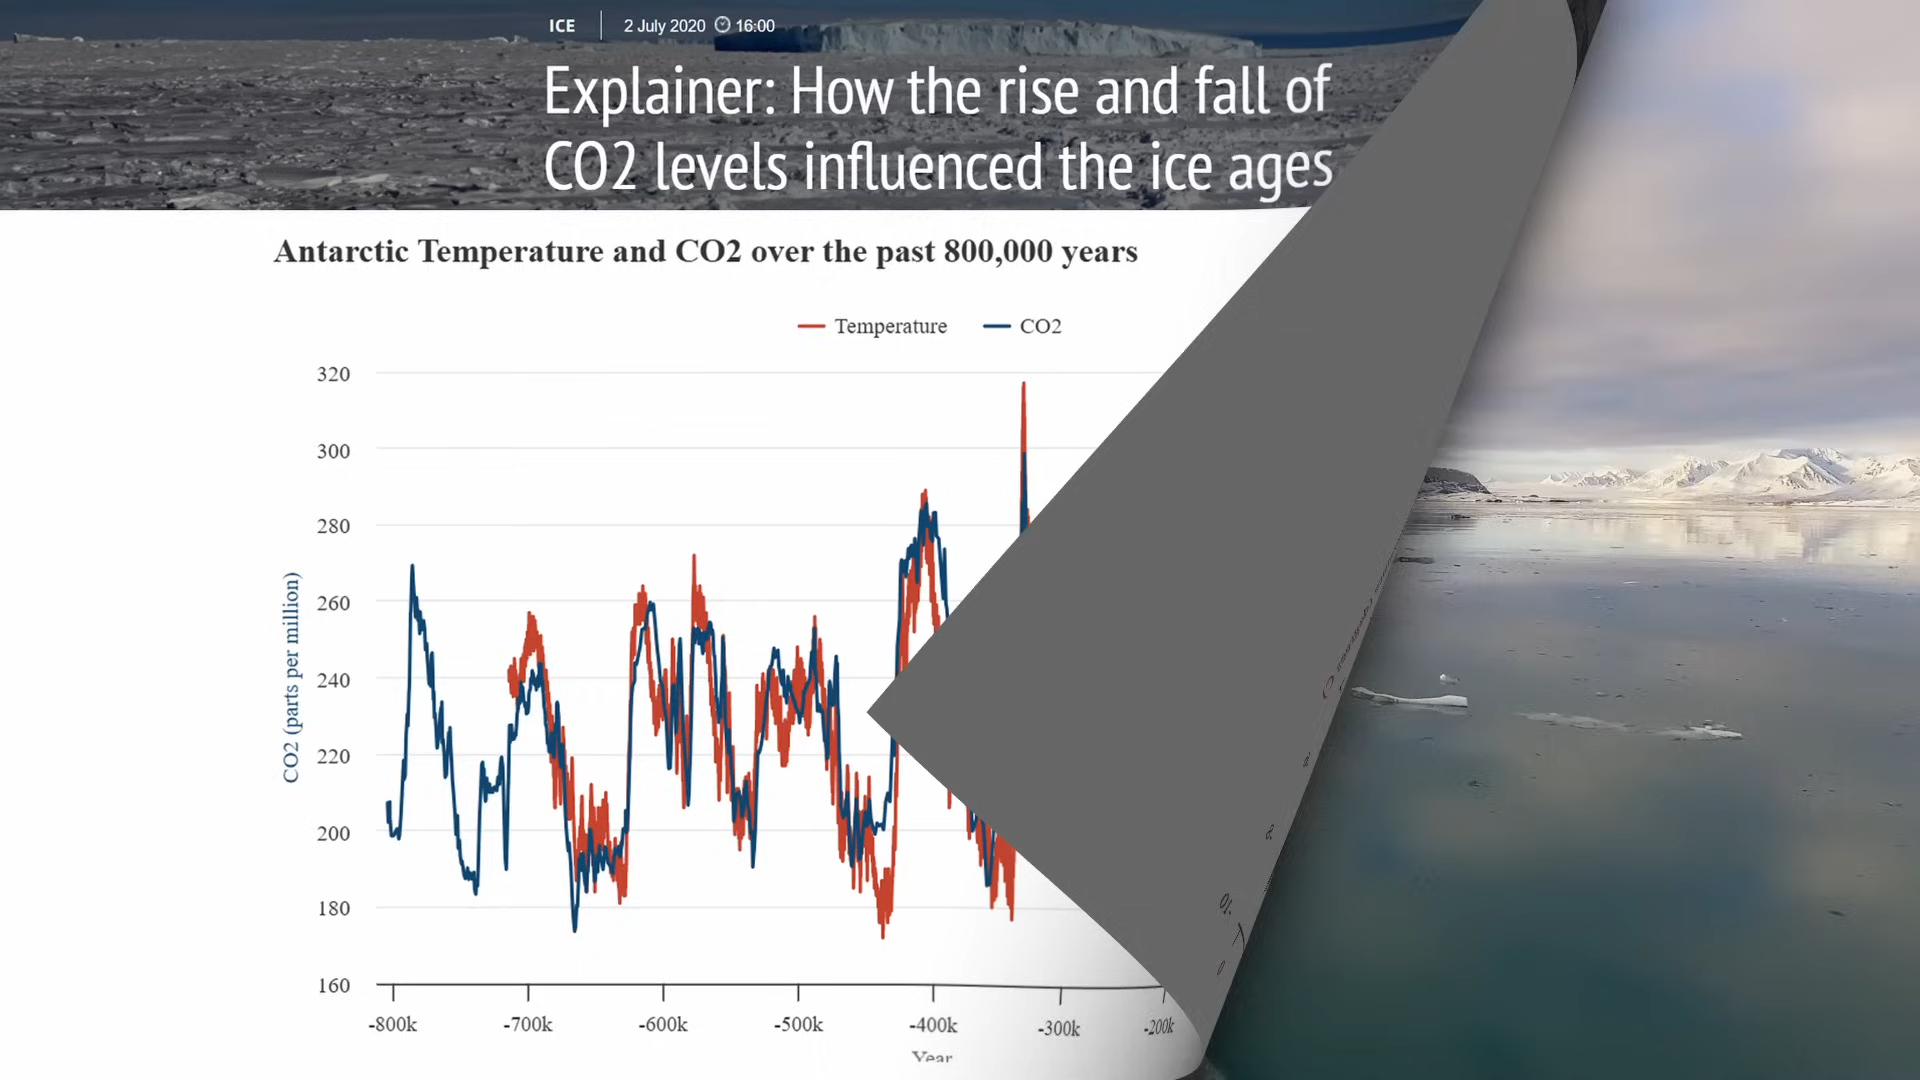 ICE 2 July 2020 16:00
Explainer: How the rise and fall of
CO2 levels influenced the ice ages
Antarctic Temperature and CO2 over the past 800,000 years
Temperature CO2
320
300
280
260
240
220
200
180
160
CO2 (parts per million)
-800k -700k -600k -500k -400k -300k -200k
Year